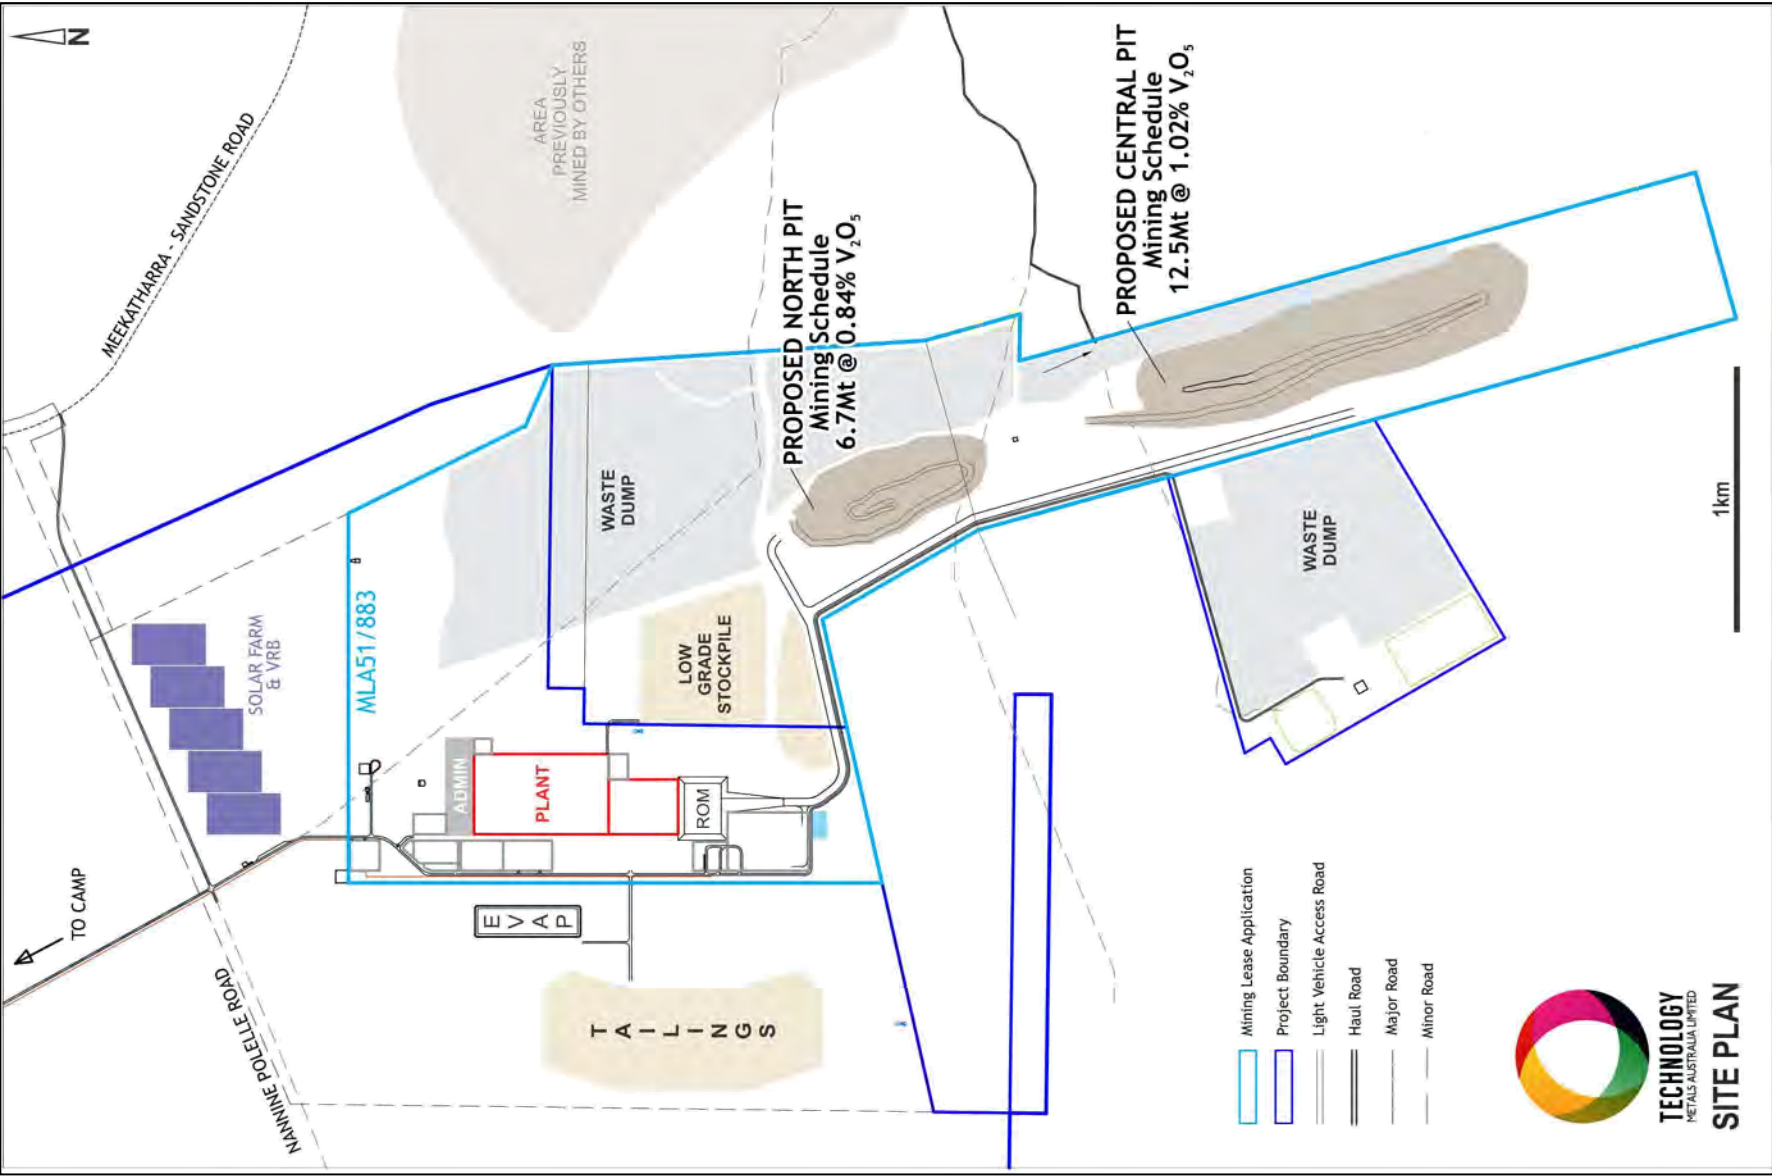 N
MEEKATHARRA - SANDSTONE ROAD
AREA
PREVIOUSLY
MINED BY OTHERS
TO CAMP
NANNINE POLELLE ROAD
SOLAR FARM
& VRB
MLA51/883
ADMIN
PLANT
ROM
EVAP
TAILINGS
WASTE
DUMP
LOW
GRADE
STOCKPILE
PROPOSED NORTH PIT
Mining Schedule
6.7Mt @ 0.84% V₂O₅
PROPOSED CENTRAL PIT
Mining Schedule
12.5Mt @ 1.02% V₂O₅
WASTE
DUMP
1km
Mining Lease Application
Project Boundary
Light Vehicle Access Road
Haul Road
Major Road
Minor Road
TECHNOLOGY
METALS AUSTRALIA LIMITED
SITE PLAN